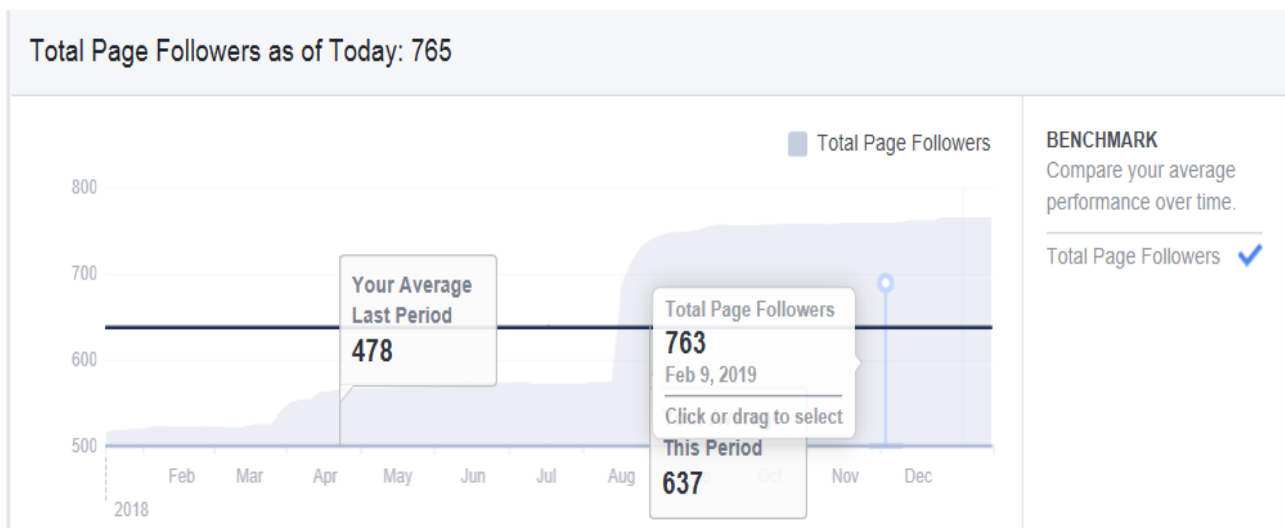 Total Page Followers as of Today: 765
Total Page Followers
BENCHMARK
Compare your average
performance over time.
Total Page Followers
800
700
600
500
Your Average
Last Period
478
Total Page Followers
763
Feb 9, 2019
Click or drag to select
This Period
637
Feb Mar Apr May Jun Jul Aug Oct Nov Dec
2018